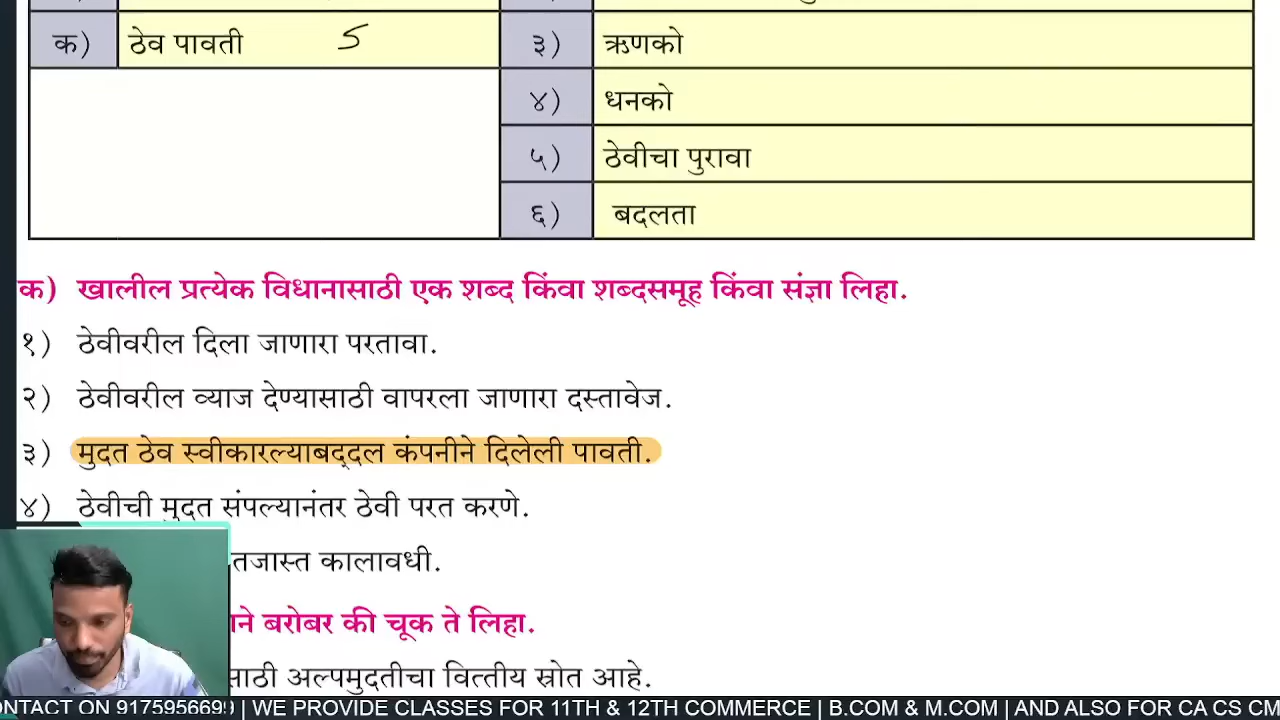 क) ठेव पावती 5 ३) ऋणको
४) धनको
५) ठेवीचा पुरावा
६) बदलता
क) खालील प्रत्येक विधानासाठी एक शब्द किंवा शब्दसमूह किंवा संज्ञा लिहा.
१) ठेवीवरील दिला जाणारा परतावा.
२) ठेवीवरील व्याज देण्यासाठी वापरला जाणारा दस्तावेज.
३) मुदत ठेव स्वीकारल्याबद्दल कंपनीने दिलेली पावती.
४) ठेवीची मुदत संपल्यानंतर ठेवी परत करणे.
कालावधी.
बरोबर की चूक ते लिहा.
अल्पमुदतीचा वित्तीय स्रोत आहे.
ON 9175956699 | WE PROVIDE CLASSES FOR 11TH & 12TH COMMERCE | B.COM & M.COM | AND ALSO FOR CA CS CM